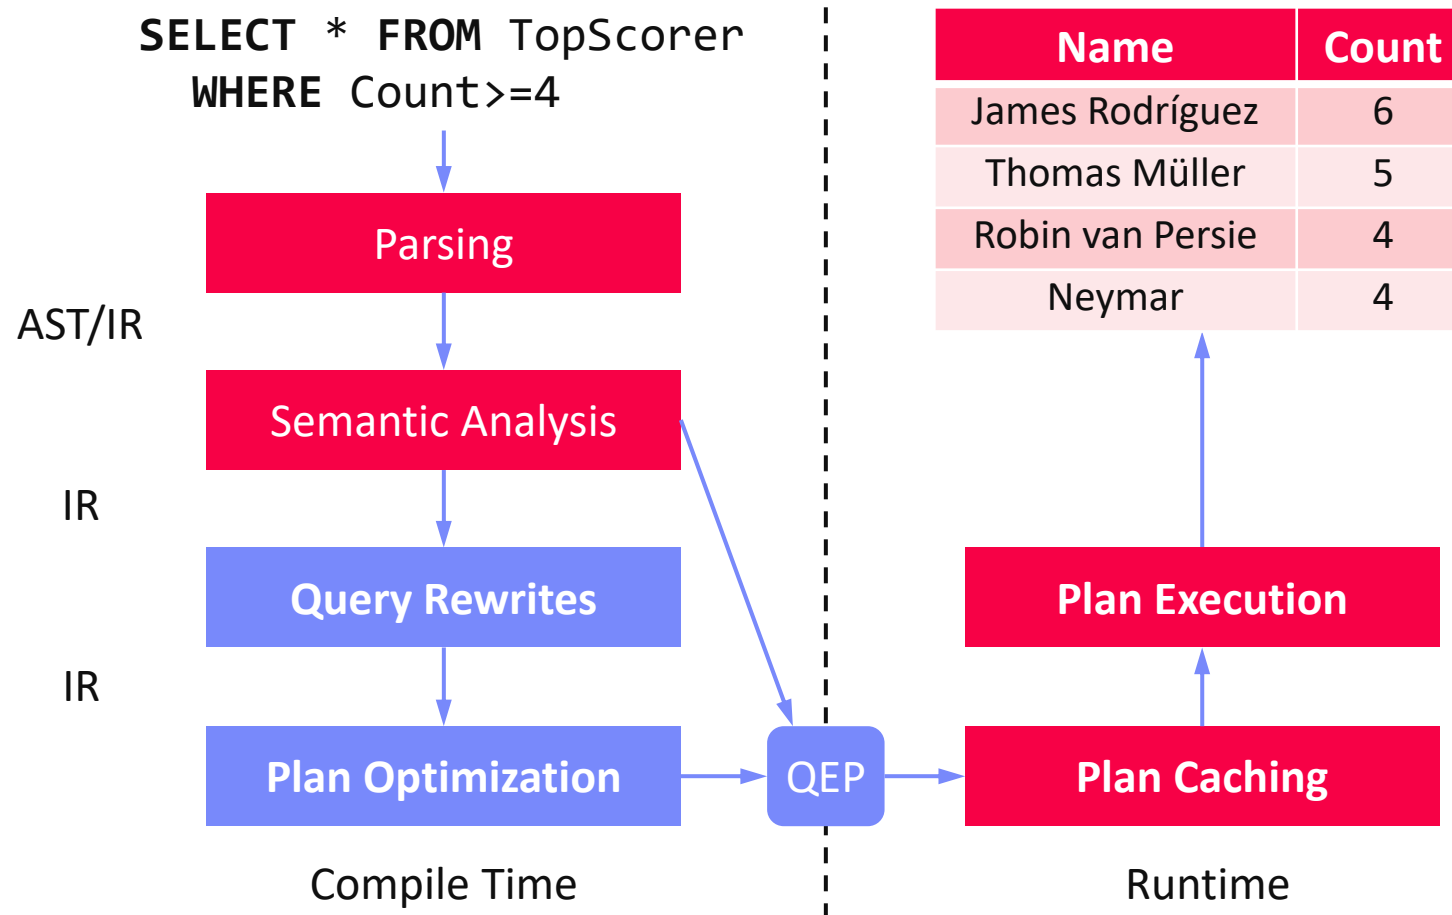 SELECT * FROM TopScorer
WHERE Count>=4
Parsing
AST/IR
Semantic Analysis
IR
Query Rewrites
IR
Plan Optimization
QEP
Compile Time
Name Count
James Rodríguez 6
Thomas Müller 5
Robin van Persie 4
Neymar 4
Plan Execution
Plan Caching
Runtime